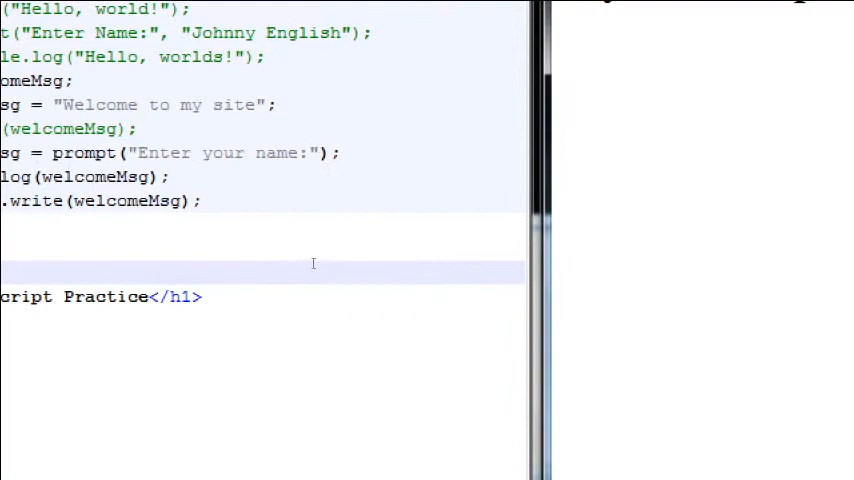 ("Hello, world!");
t("Enter Name:", "Johnny English");
le.log("Hello, worlds!");
omeMsg;
sg = "Welcome to my site";
(welcomeMsg);
sg = prompt("Enter your name:");
log(welcomeMsg);
.write(welcomeMsg);
cript Practice</h1>